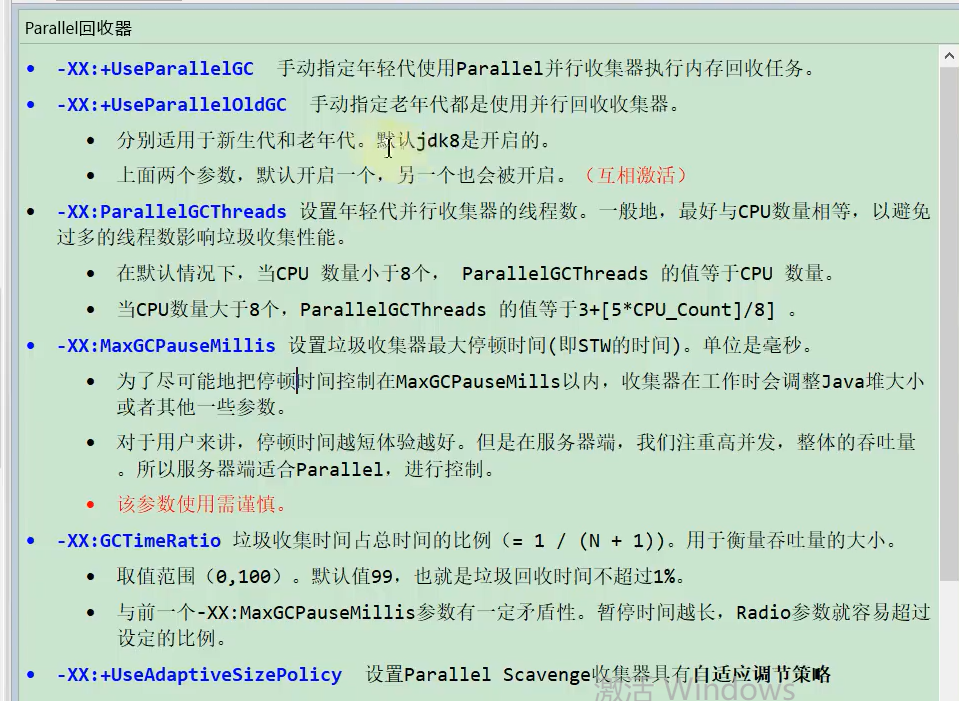 Parallel回收器
-XX:+UseParallelGC 手动指定年轻代使用Parallel并行收集器执行内存回收任务。
-XX:+UseParallelOldGC 手动指定老年代都是使用并行回收收集器。
分别适用于新生代和老年代。默认jdk8是开启的。
上面两个参数，默认开启一个，另一个也会被开启。（互相激活）
-XX:ParallelGCThreads 设置年轻代并行收集器的线程数。一般地，最好与CPU数量相等，以避免
过多的线程数影响垃圾收集性能。
在默认情况下，当CPU 数量小于8个， ParallelGCThreads 的值等于CPU 数量。
当CPU数量大于8个，ParallelGCThreads 的值等于3+[5*CPU_Count]/8] 。
-XX:MaxGCPauseMillis 设置垃圾收集器最大停顿时间(即STW的时间)。单位是毫秒。
为了尽可能地把停顿时间控制在MaxGCPauseMills以内，收集器在工作时会调整Java堆大小
或者其他一些参数。
对于用户来讲，停顿时间越短体验越好。但是在服务器端，我们注重高并发，整体的吞吐量
。所以服务器端适合Parallel，进行控制。
该参数使用需谨慎。
-XX:GCTimeRatio 垃圾收集时间占总时间的比例（= 1 / (N + 1))。用于衡量吞吐量的大小。
取值范围（0,100）。默认值99，也就是垃圾回收时间不超过1%。
与前一个-XX:MaxGCPauseMillis参数有一定矛盾性。暂停时间越长，Radio参数就容易超过
设定的比例。
-XX:+UseAdaptiveSizePolicy 设置Parallel Scavenge收集器具有自适应调节策略
激活 Windows